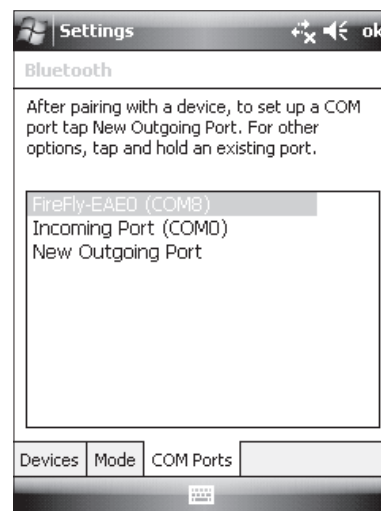 Settings
ok
Bluetooth
After pairing with a device, to set up a COM
port tap New Outgoing Port. For other
options, tap and hold an existing port.
FireFly-EAE0 (COM8)
Incoming Port (COM0)
New Outgoing Port
Devices Mode COM Ports